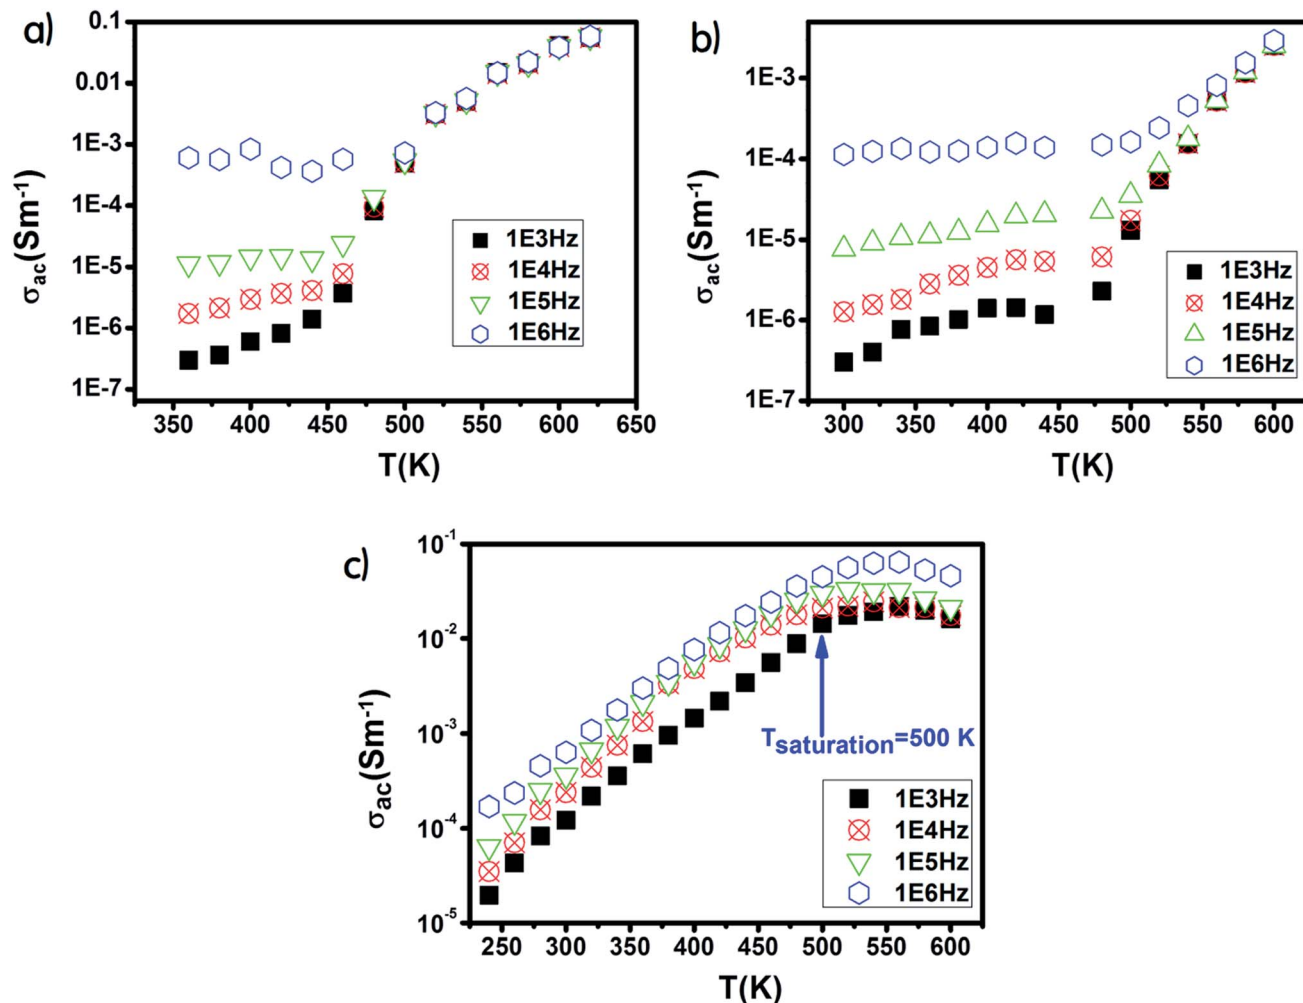 a)
0.1
0.01
1E-3
1E-4
1E-5
1E-6
1E-7
σac(Sm-1)
1E3Hz
1E4Hz
1E5Hz
1E6Hz
350 400 450 500 550 600 650
T(K)
b)
1E-3
1E-4
1E-5
1E-6
1E-7
σac(Sm-1)
1E3Hz
1E4Hz
1E5Hz
1E6Hz
300 350 400 450 500 550 600
T(K)
c)
10-1
10-2
10-3
10-4
10-5
σac(Sm-1)
Tsaturation=500 K
1E3Hz
1E4Hz
1E5Hz
1E6Hz
250 300 350 400 450 500 550 600
T(K)